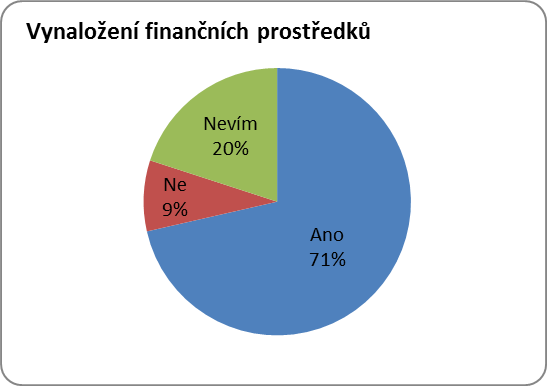 Vynaložení finančních prostředků
Nevím
20%
Ne
9%
Ano
71%